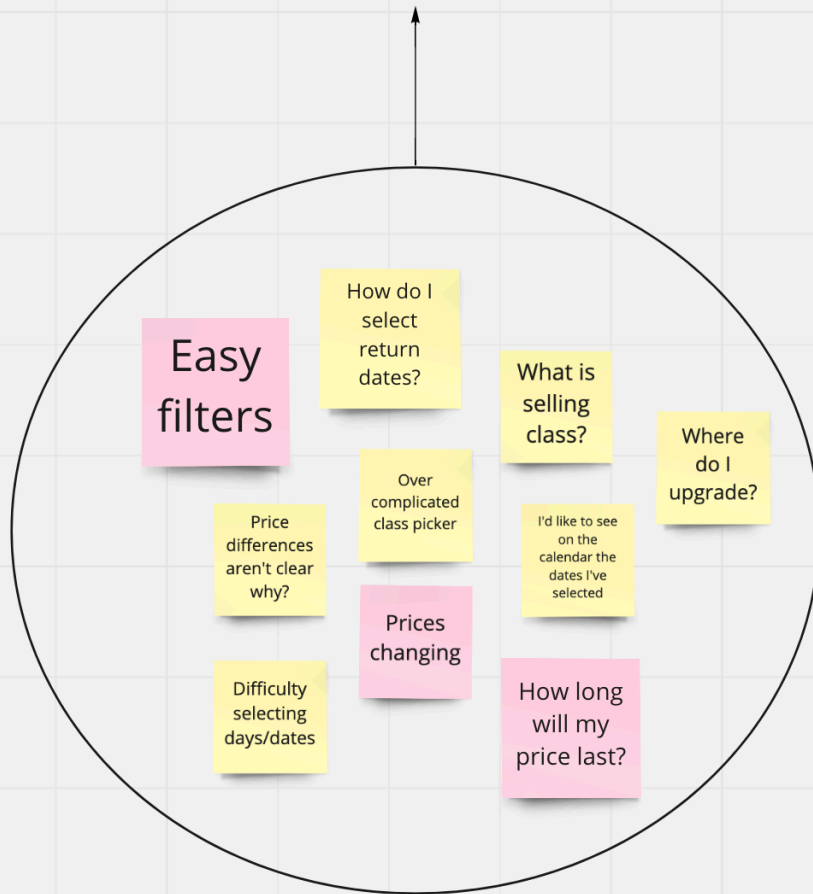 How do I
select
return
dates?
Easy
filters
What is
selling
class?
Where
do I
upgrade?
Over
complicated
class picker
Price
differences
aren't clear
why?
I'd like to see
on the
calendar the
dates I've
selected
Prices
changing
Difficulty
selecting
days/dates
How long
will my
price last?